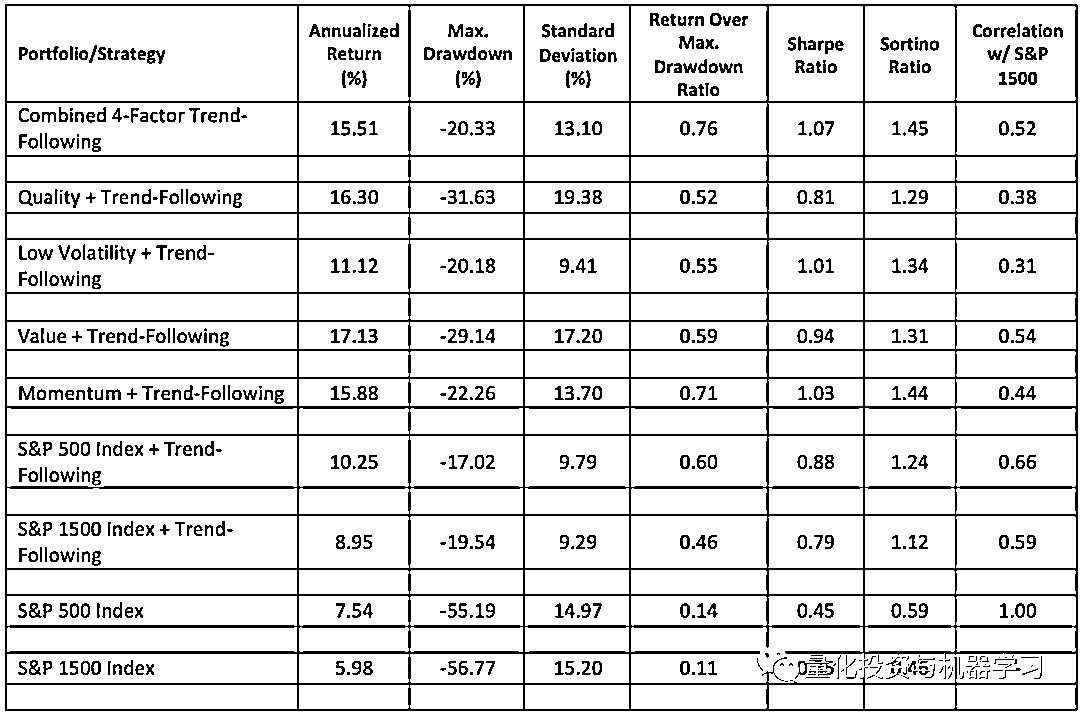 Portfolio/Strategy Annualized Return (%) Max. Drawdown (%) Standard Deviation (%) Return Over Max. Drawdown Ratio Sharpe Ratio Sortino Ratio Correlation w/ S&P 1500
Combined 4-Factor Trend-Following 15.51 -20.33 13.10 0.76 1.07 1.45 0.52
Quality + Trend-Following 16.30 -31.63 19.38 0.52 0.81 1.29 0.38
Low Volatility + Trend-Following 11.12 -20.18 9.41 0.55 1.01 1.34 0.31
Value + Trend-Following 17.13 -29.14 17.20 0.59 0.94 1.31 0.54
Momentum + Trend-Following 15.88 -22.26 13.70 0.71 1.03 1.44 0.44
S&P 500 Index + Trend-Following 10.25 -17.02 9.79 0.60 0.88 1.24 0.66
S&P 1500 Index + Trend-Following 8.95 -19.54 9.29 0.46 0.79 1.12 0.59
S&P 500 Index 7.54 -55.19 14.97 0.14 0.45 0.59 1.00
S&P 1500 Index 5.98 -56.77 15.20 0.11
量化投资与机器学习